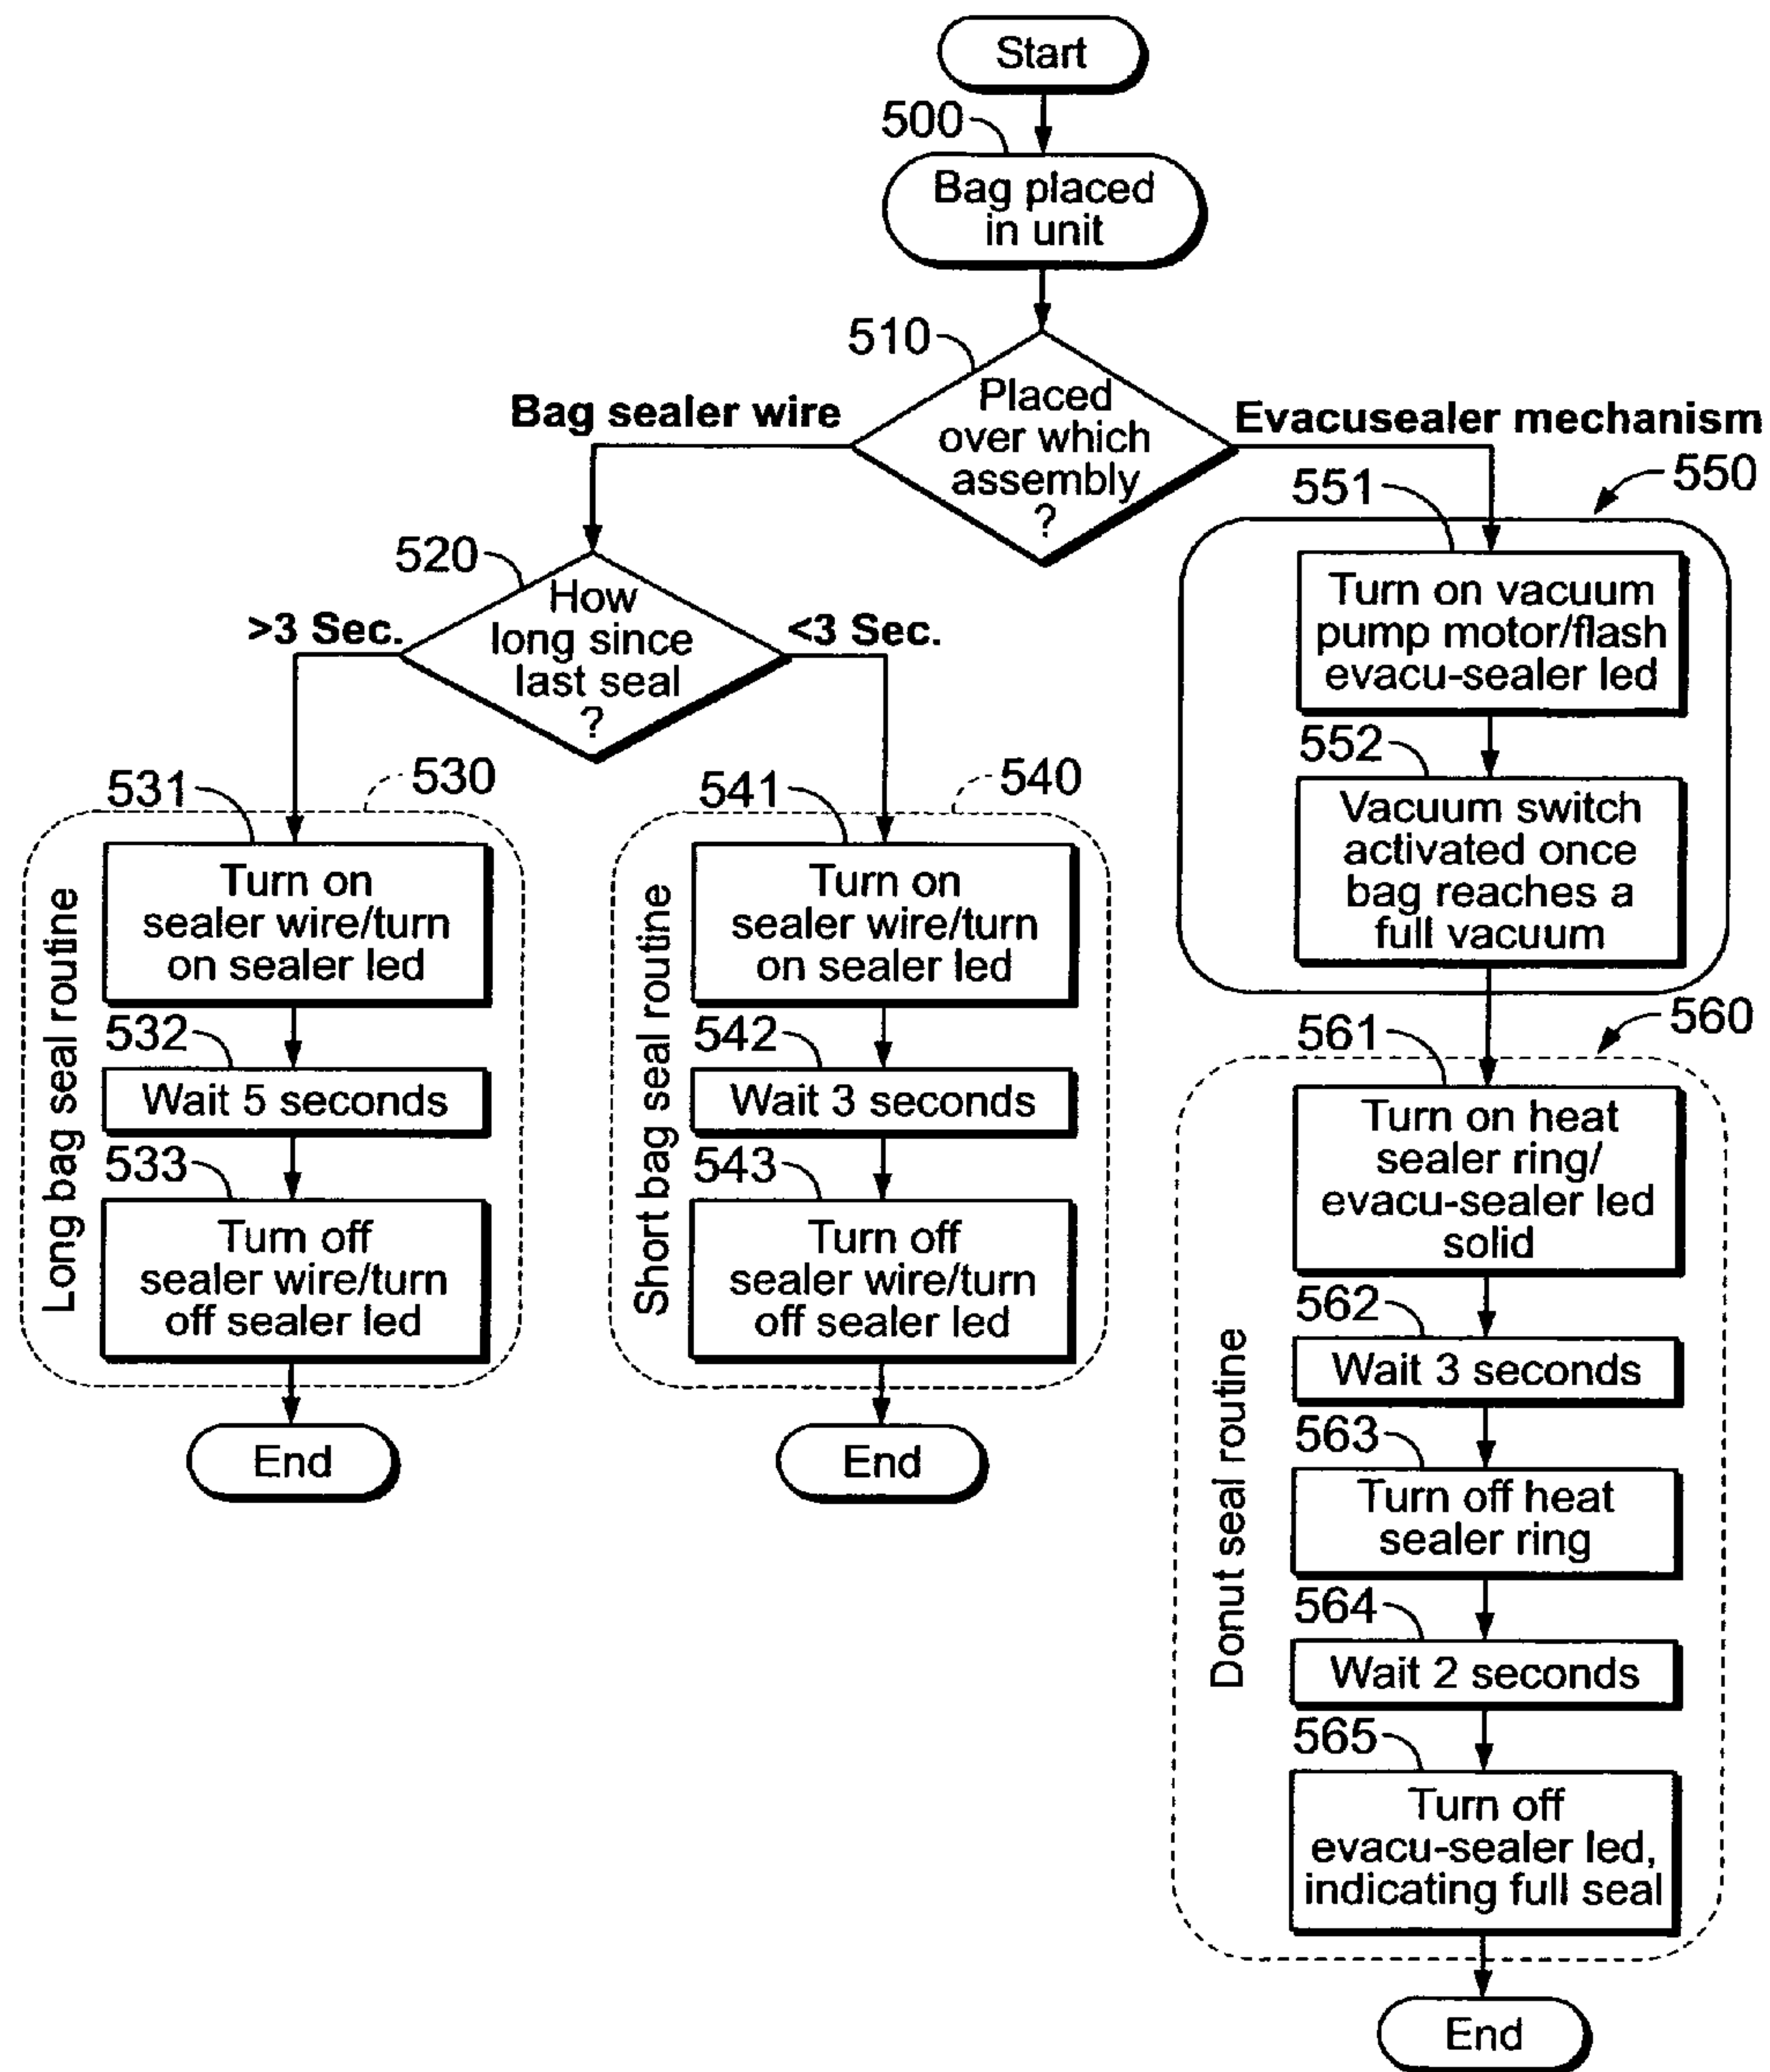 Start
500
Bag placed
in unit
510
Placed
over which
assembly
?
Bag sealer wire
Evacusealer mechanism
520
How
long since
last seal
?
>3 Sec.
<3 Sec.
530
Long bag seal routine
531
Turn on
sealer wire/turn
on sealer led
532
Wait 5 seconds
533
Turn off
sealer wire/turn
off sealer led
End
540
Short bag seal routine
541
Turn on
sealer wire/turn
on sealer led
542
Wait 3 seconds
543
Turn off
sealer wire/turn
off sealer led
End
550
551
Turn on vacuum
pump motor/flash
evacu-sealer led
552
Vacuum switch
activated once
bag reaches a
full vacuum
560
Donut seal routine
561
Turn on heat
sealer ring/
evacu-sealer led
solid
562
Wait 3 seconds
563
Turn off heat
sealer ring
564
Wait 2 seconds
565
Turn off
evacu-sealer led,
indicating full seal
End